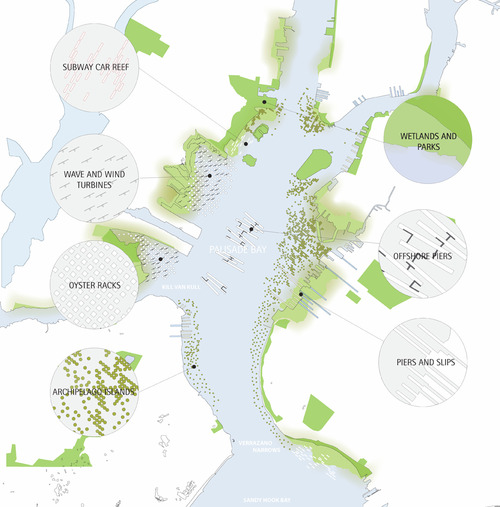 SUBWAY CAR REEF
WETLANDS AND
PARKS
WAVE AND WIND
TURBINES
PALISADE BAY
OFFSHORE PIERS
OYSTER RACKS
KILL VAN KULL
PIERS AND SLIPS
ARCHIPELAGO ISLANDS
VERRAZANO
NARROWS
SANDY HOOK BAY